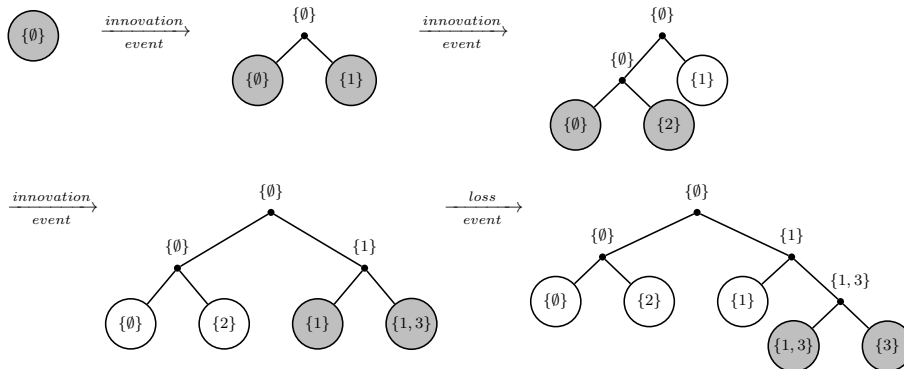 {∅}
innovation
event
{∅}
{∅} {1}
innovation
event
{∅}
{∅}
{1}
{∅} {2}
innovation
event
{∅}
{∅} {1}
{∅} {2} {1} {1, 3}
loss
event
{∅}
{∅} {1}
{∅} {2} {1} {1, 3}
{1, 3} {3}